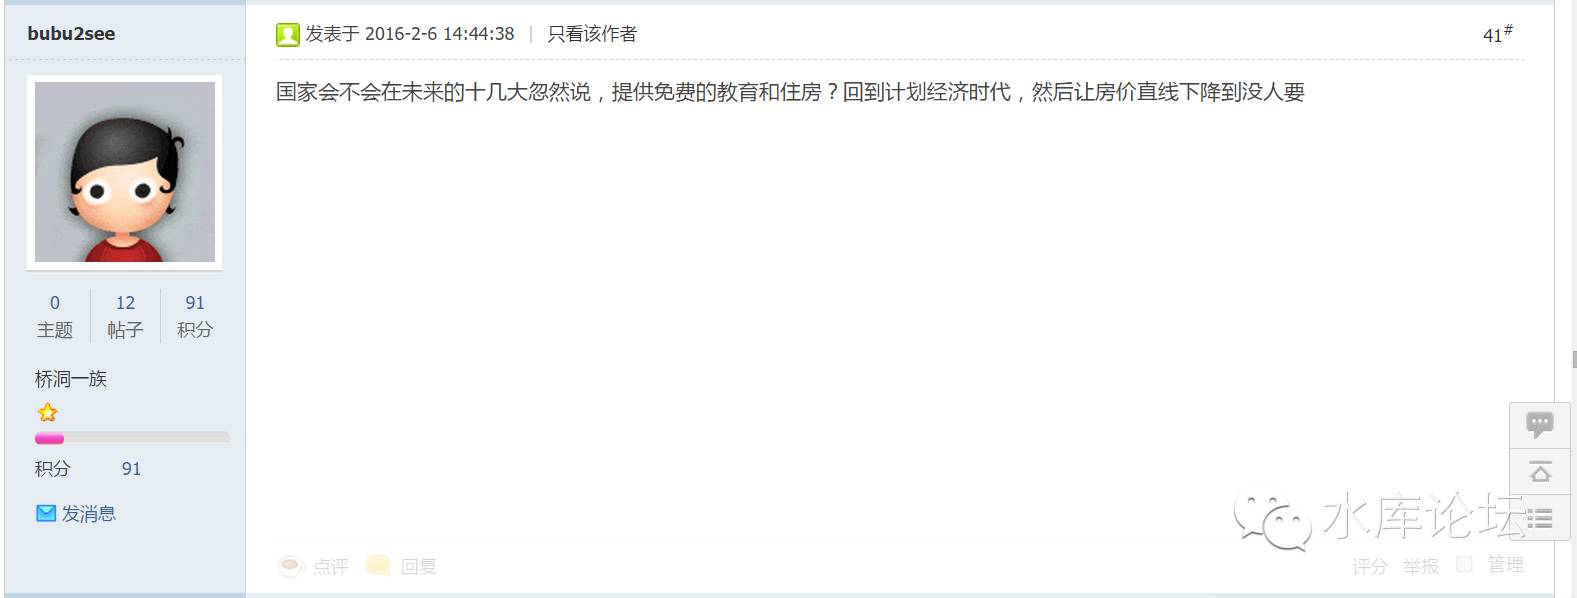 bubu2see
发表于 2016-2-6 14:44:38 | 只看该作者
41#
国家会不会在未来的十几大忽然说，提供免费的教育和住房？回到计划经济时代，然后让房价直线下降到没人要
0 12 91
主题 帖子 积分
桥洞一族
积分 91
发消息
水库论坛
点评 回复
评分 举报 管理